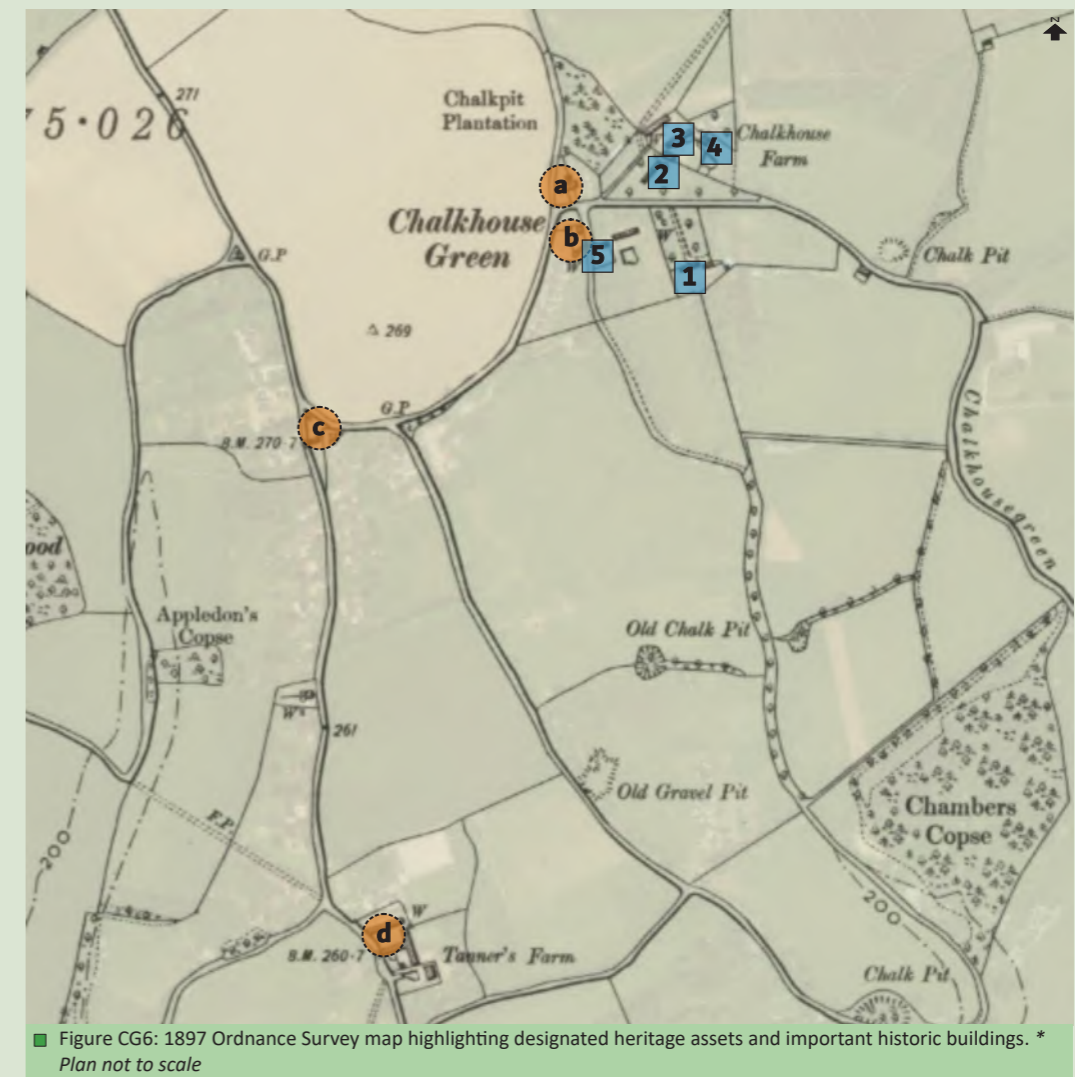 N
271
75·026
Chalkpit
Plantation
3
4
Chalkhouse
Farm
2
a
Chalkhouse
Green
b
5
W
G.P
Chalk Pit
1
269
G.P
c
B.M. 270·7
Chalkhousegreen
ood
Appledon's
Copse
Old Chalk Pit
Wˢ
261
Old Gravel Pit
Chambers
Copse
F.P.
200
200
W
d
B.M. 260·7
Tanner's Farm
Chalk Pit
Figure CG6: 1897 Ordnance Survey map highlighting designated heritage assets and important historic buildings. *
Plan not to scale